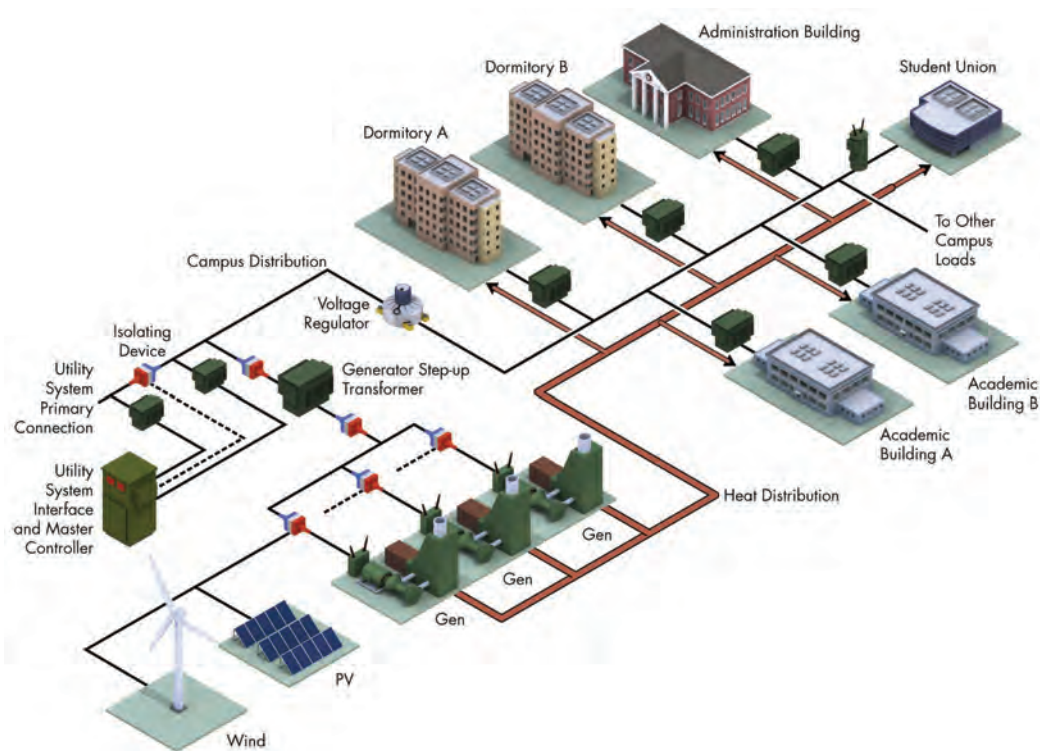 Administration Building
Dormitory B
Student Union
Dormitory A
To Other
Campus
Loads
Campus Distribution
Voltage
Regulator
Isolating
Device
Generator Step-up
Transformer
Utility
System
Primary
Connection
Academic
Building B
Academic
Building A
Utility
System
Interface
and Master
Controller
Heat Distribution
Gen
Gen
Gen
PV
Wind